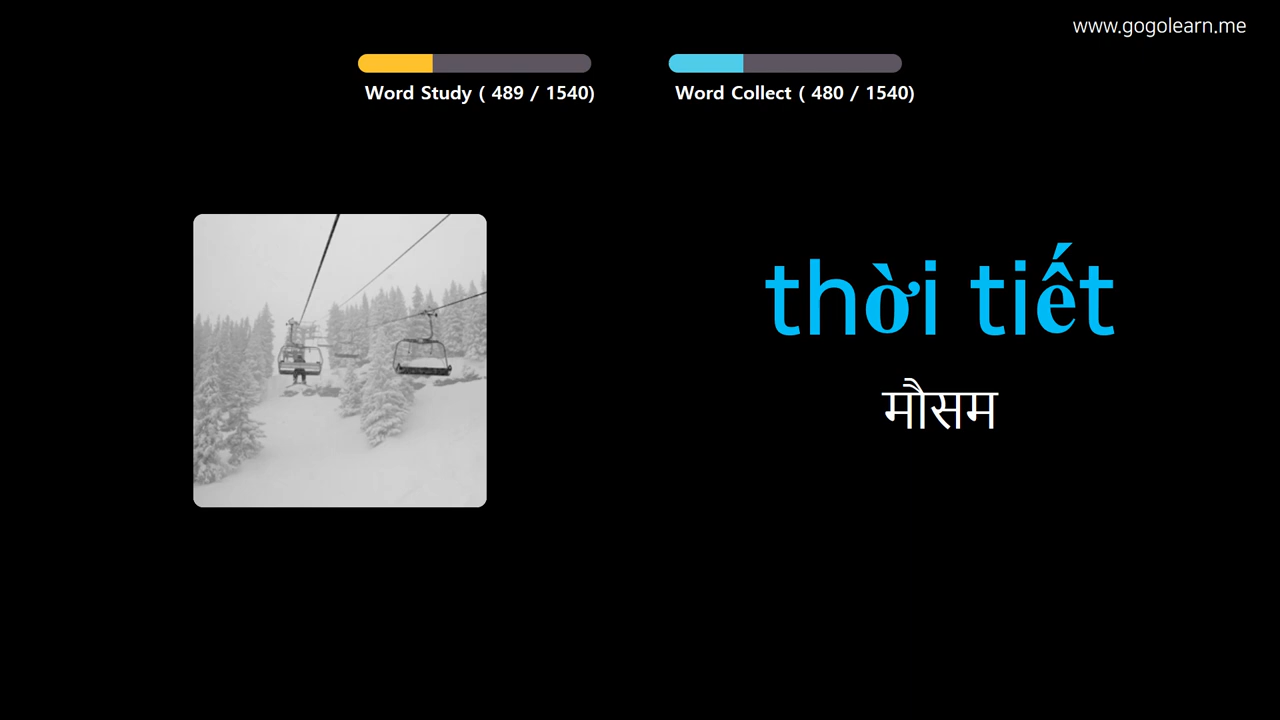 www.gogolearn.me
Word Study ( 489 / 1540)
Word Collect ( 480 / 1540)
thời tiết
मौसम